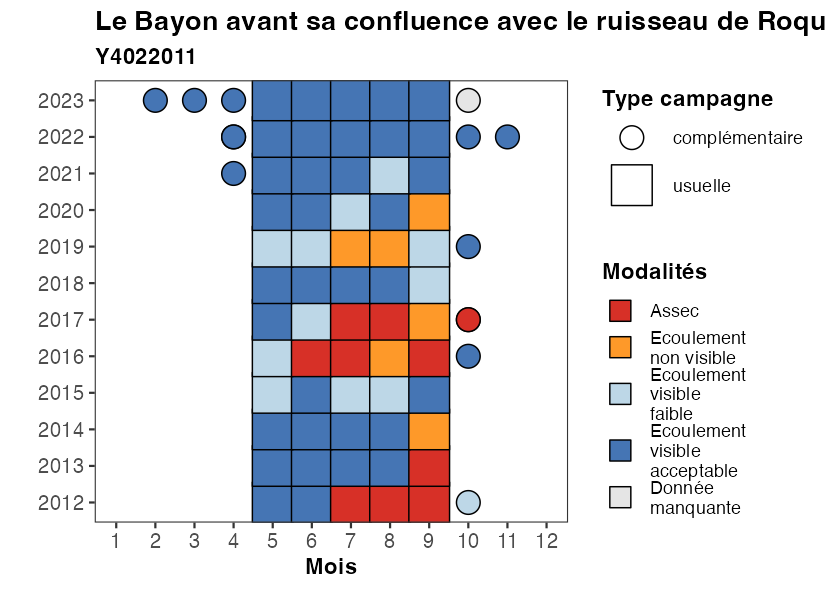 Le Bayon avant sa confluence avec le ruisseau de Roqu
Y4022011
2023
2022
2021
2020
2019
2018
2017
2016
2015
2014
2013
2012
1 2 3 4 5 6 7 8 9 10 11 12
Mois
Type campagne
complémentaire
usuelle
Modalités
Assec
Ecoulement
non visible
Ecoulement
visible
faible
Ecoulement
visible
acceptable
Donnée
manquante